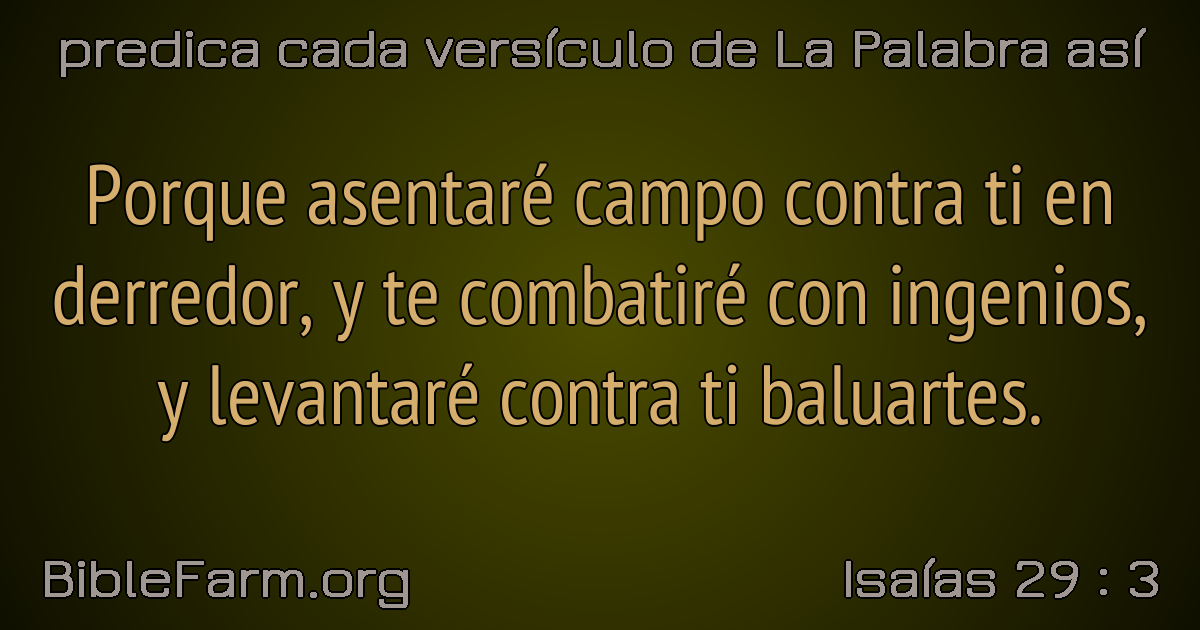 predica cada versículo de La Palabra así
Porque asentaré campo contra ti en
derredor, y te combatiré con ingenios,
y levantaré contra ti baluartes.
BibleFarm.org
Isaías 29 : 3